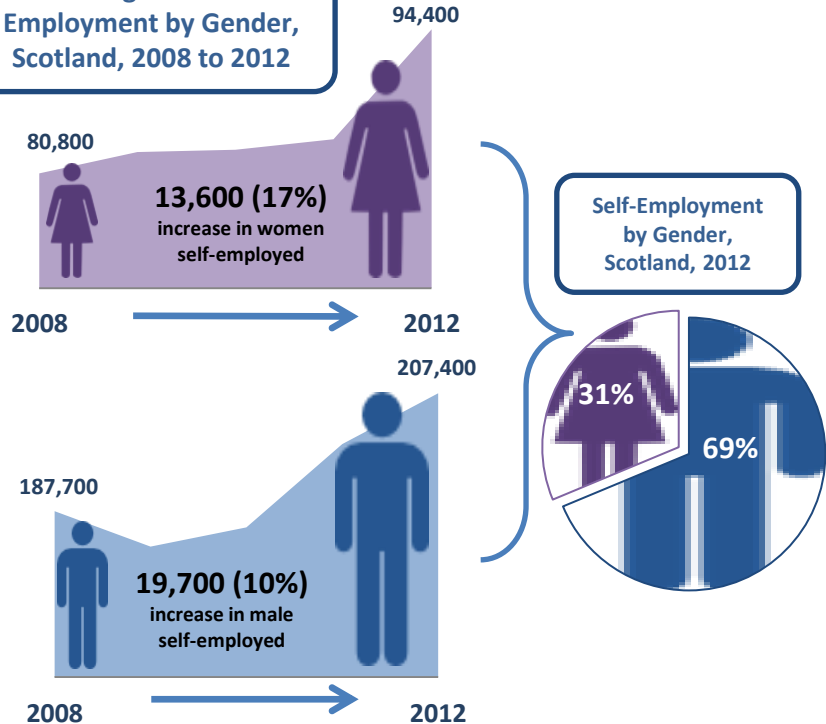 Employment by Gender,
Scotland, 2008 to 2012
94,400
80,800
13,600 (17%)
increase in women
self-employed
2008
2012
207,400
187,700
19,700 (10%)
increase in male
self-employed
2008
2012
Self-Employment
by Gender,
Scotland, 2012
31%
69%